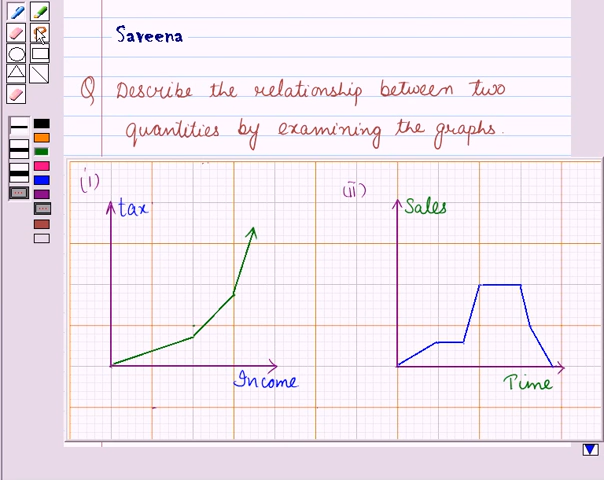 Saveena
Q Describe the relationship between two
quantities by examining the graphs.
(i)
tax
Income
(ii)
Sales
Time